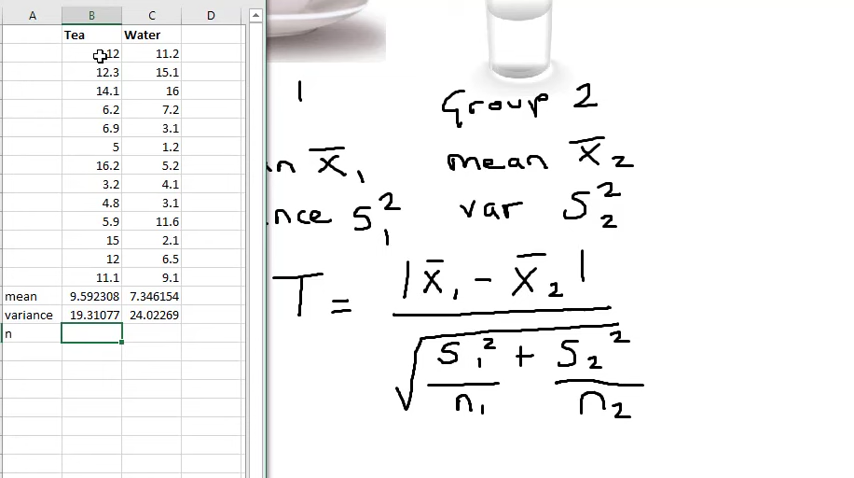 A B C D
Tea Water
12 11.2
12.3 15.1
14.1 16
6.2 7.2
6.9 3.1
5 1.2
16.2 5.2
3.2 4.1
4.8 3.1
5.9 11.6
15 2.1
12 6.5
11.1 9.1
mean 9.592308 7.346154
variance 19.31077 24.02269
n
1 Group 2
an x̄₁ mean x̄₂
nce S₁² var S₂²
T = |x̄₁ - x̄₂|
√ S₁² + S₂²
n₁ n₂